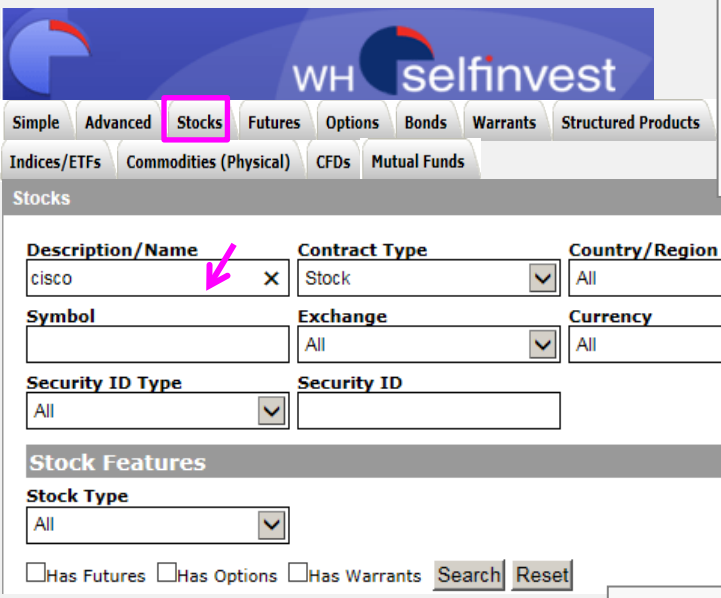 WH selfinvest
Simple Advanced Stocks Futures Options Bonds Warrants Structured Products
Indices/ETFs Commodities (Physical) CFDs Mutual Funds
Stocks
Description/Name Contract Type Country/Region
cisco Stock All
Symbol Exchange Currency
All All
Security ID Type Security ID
All
Stock Features
Stock Type
All
Has Futures Has Options Has Warrants Search Reset